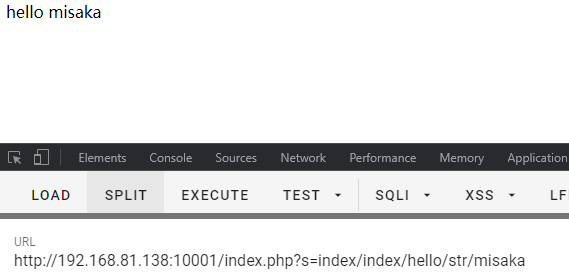 hello misaka
Elements Console Sources Network Performance Memory Application
LOAD SPLIT EXECUTE TEST SQLI XSS LF
URL
http://192.168.81.138:10001/index.php?s=index/index/hello/str/misaka